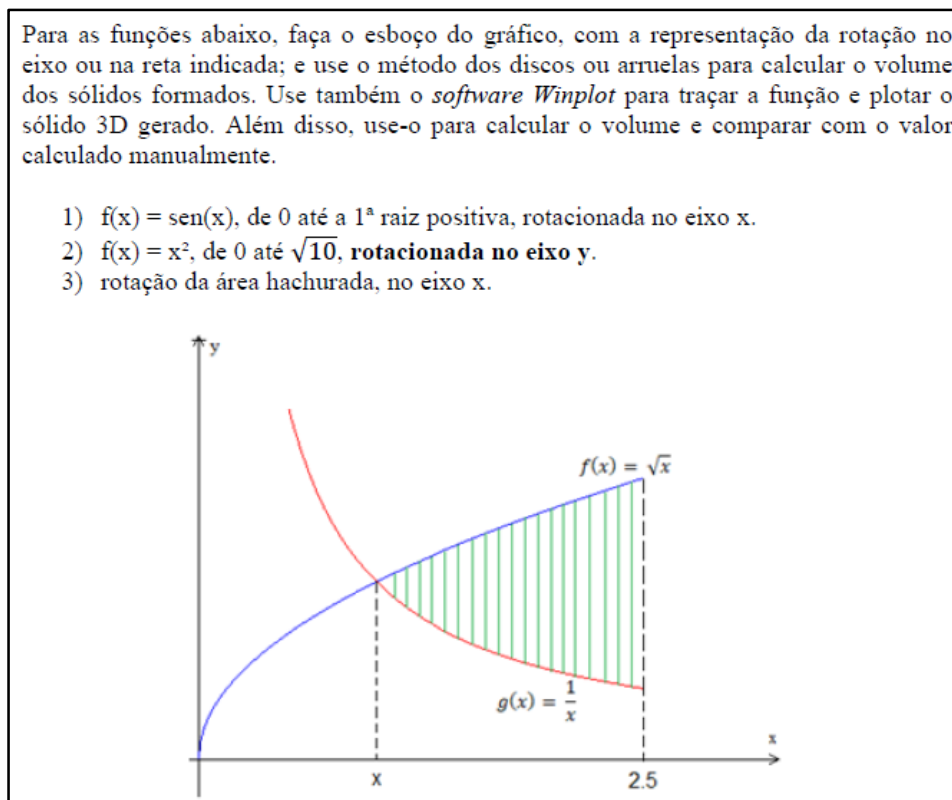 Para as funções abaixo, faça o esboço do gráfico, com a representação da rotação no
eixo ou na reta indicada; e use o método dos discos ou arruelas para calcular o volume
dos sólidos formados. Use também o software Winplot para traçar a função e plotar o
sólido 3D gerado. Além disso, use-o para calcular o volume e comparar com o valor
calculado manualmente.
1) f(x) = sen(x), de 0 até a 1ª raiz positiva, rotacionada no eixo x.
2) f(x) = x², de 0 até √10, rotacionada no eixo y.
3) rotação da área hachurada, no eixo x.
y
f(x) = √x
g(x) = 1/x
x
X
2.5